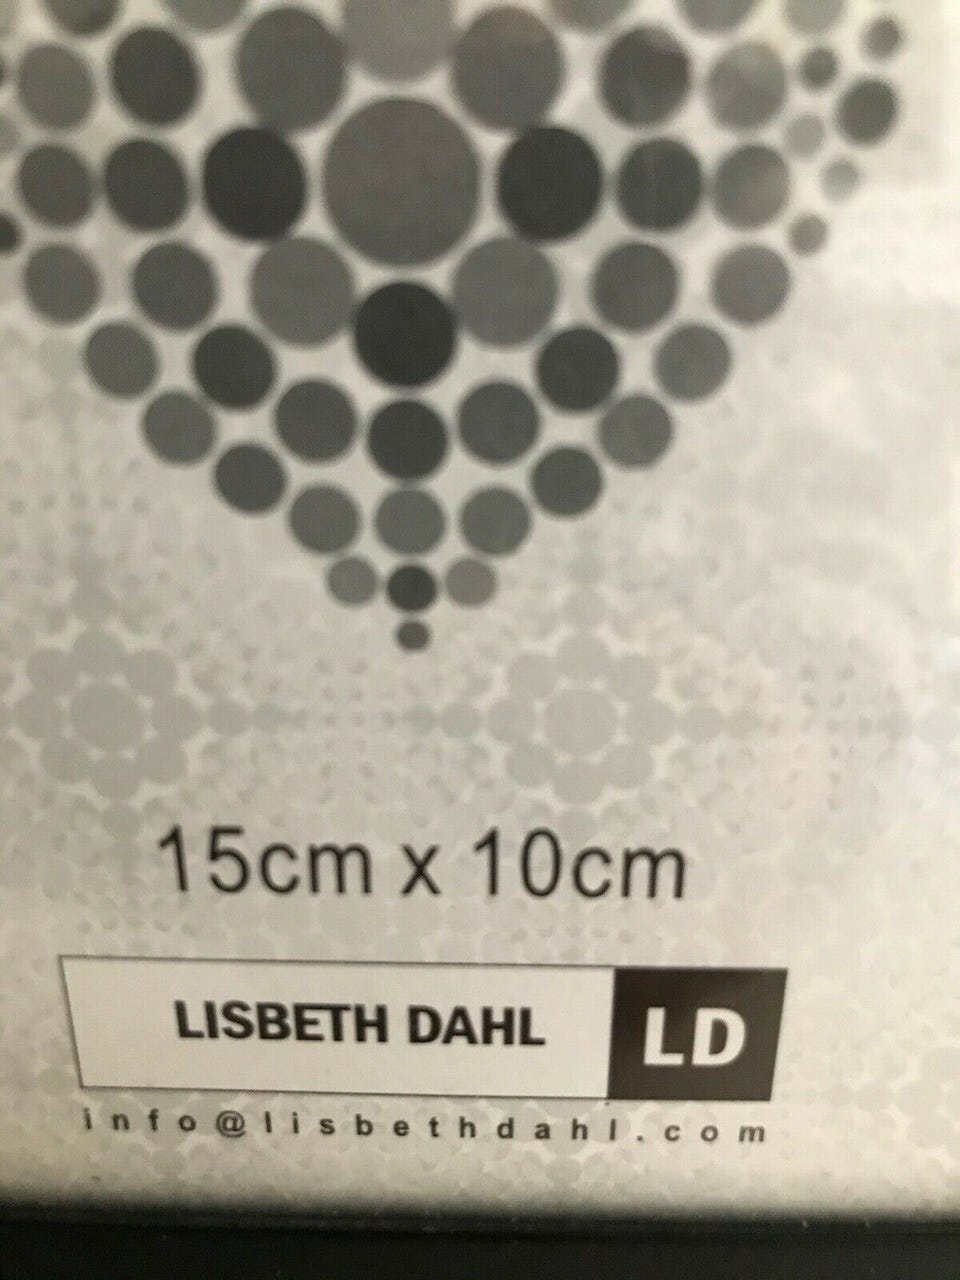 15cm x 10cm
LISBETH DAHL LD
info@lisbethdahl.com